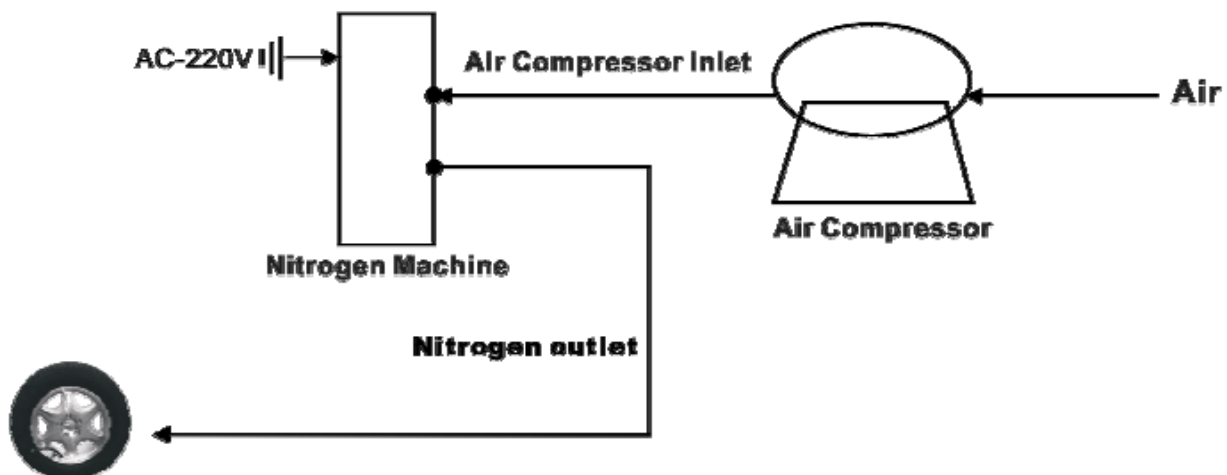 AC-220V
Air Compressor Inlet
Air
Air Compressor
Nitrogen Machine
Nitrogen outlet